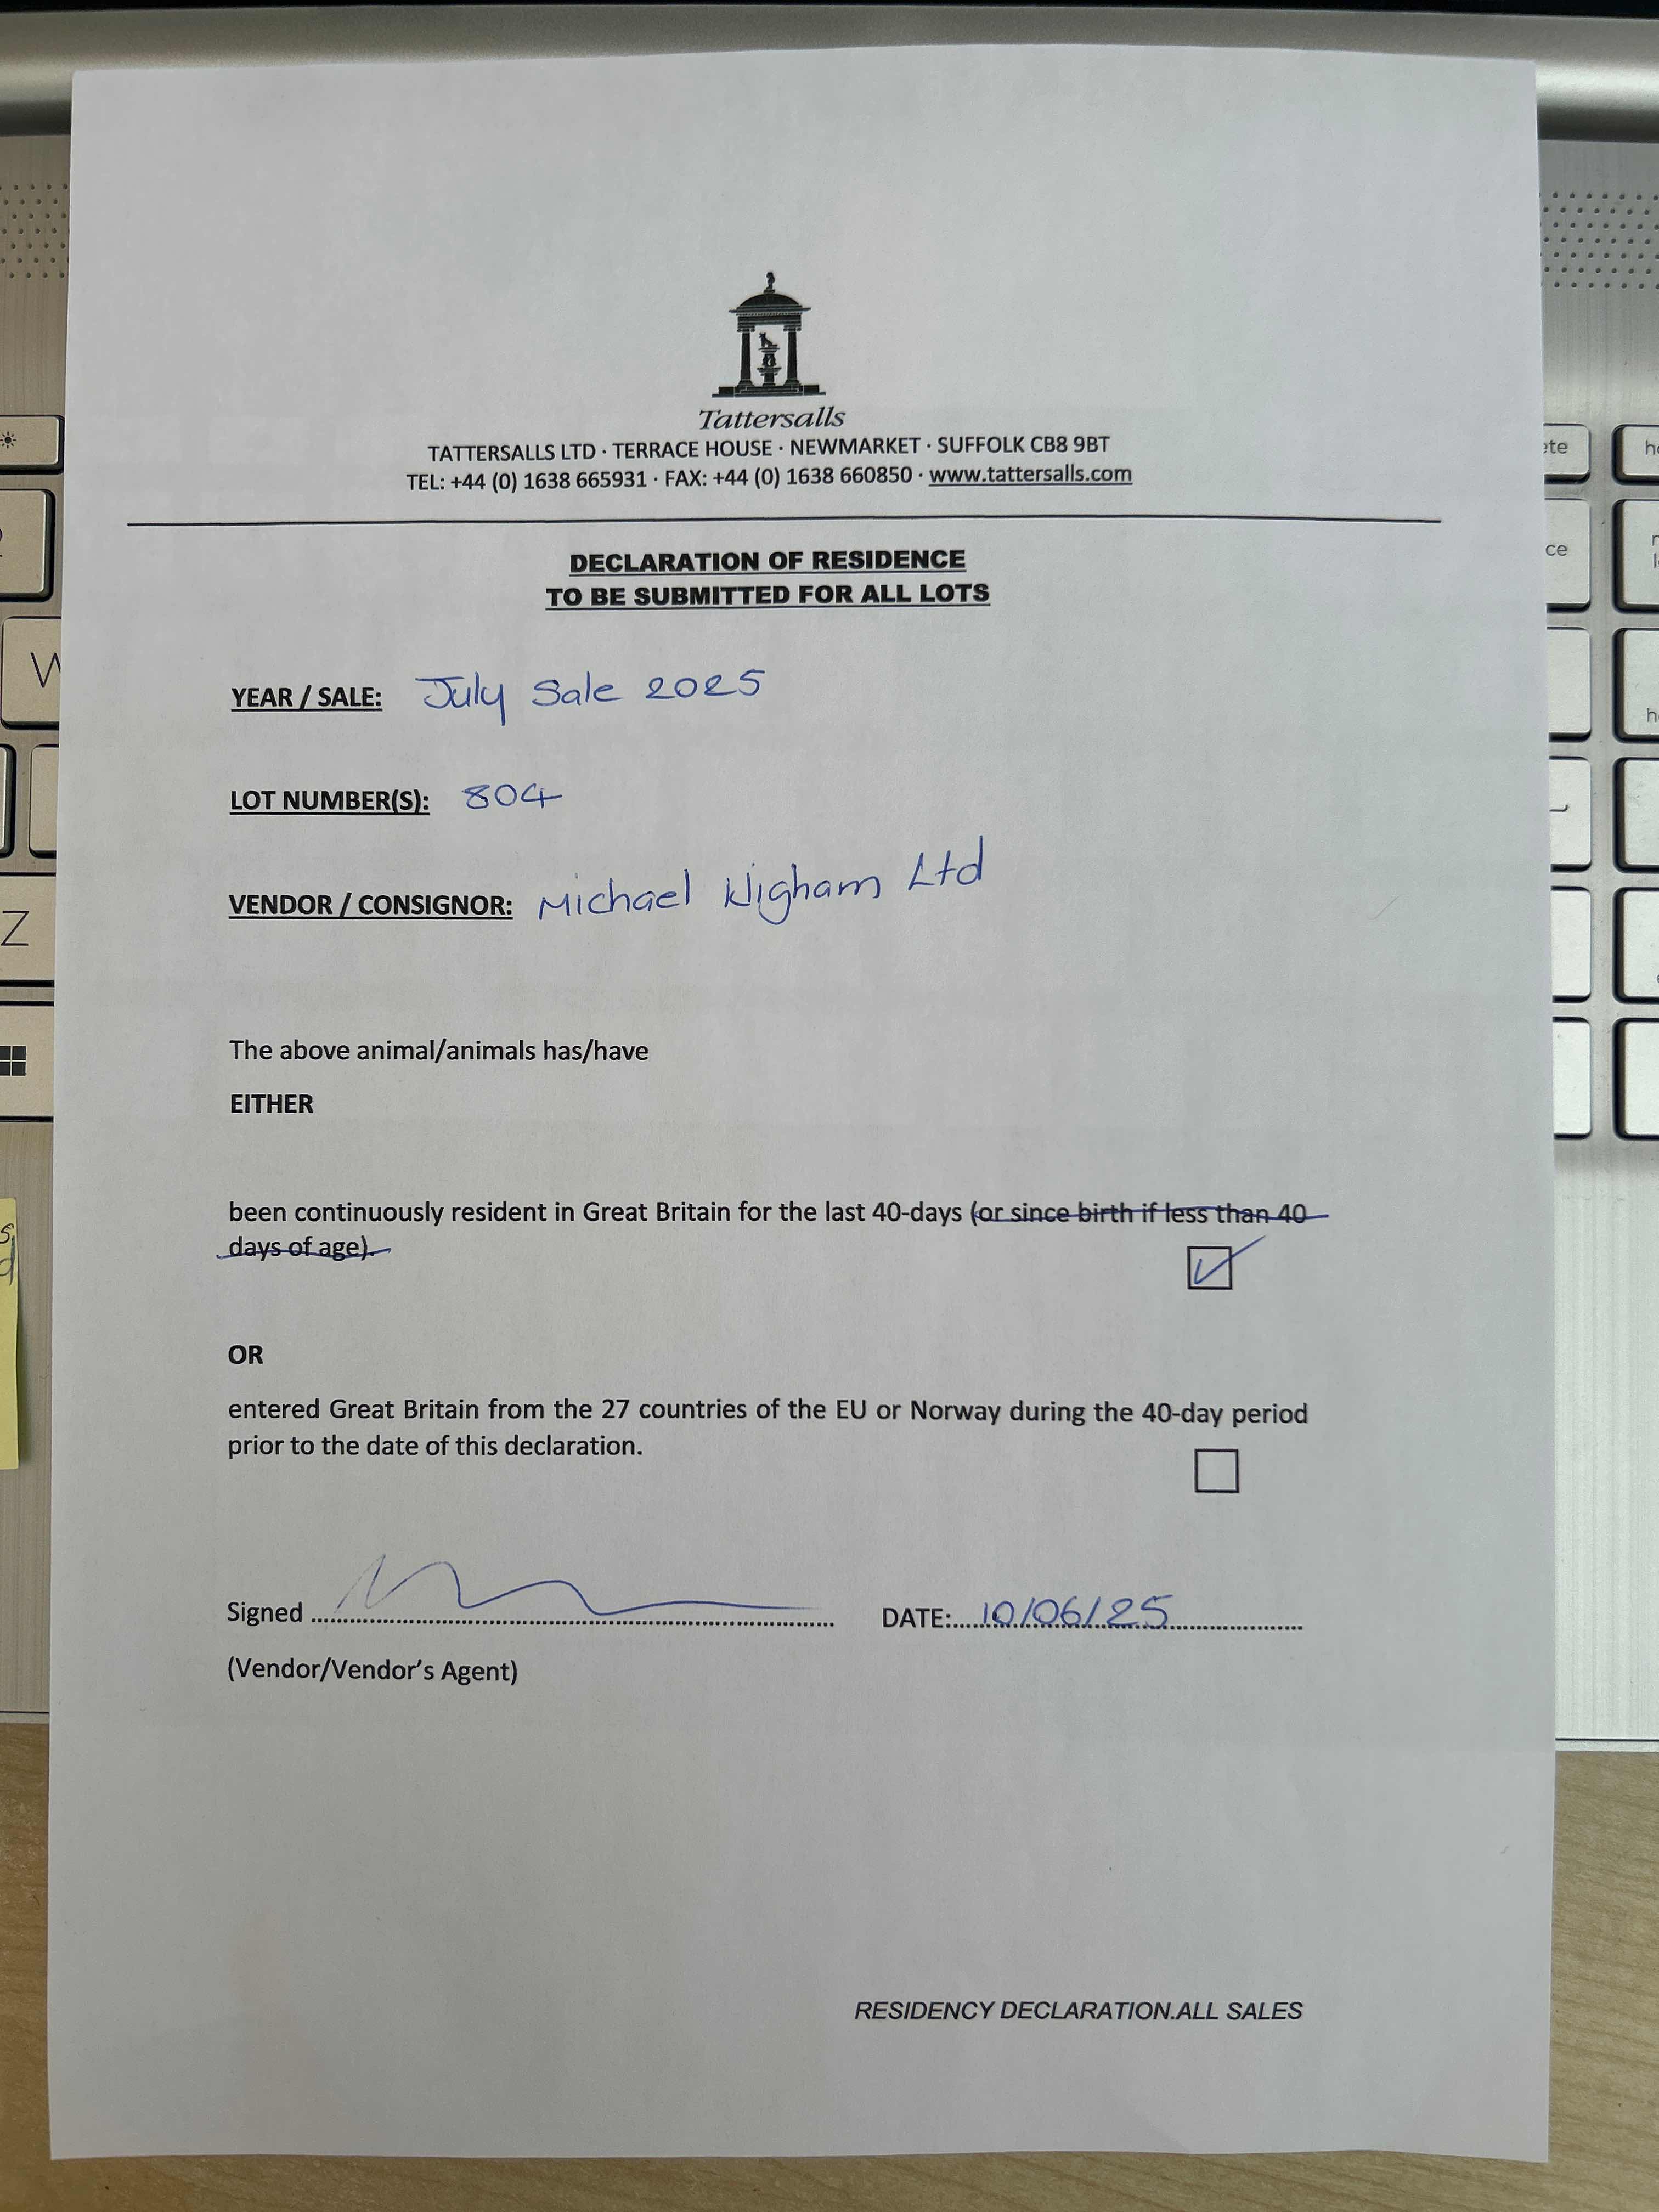 Tattersalls
TATTERSALLS LTD · TERRACE HOUSE · NEWMARKET · SUFFOLK CB8 9BT
TEL: +44 (0) 1638 665931 · FAX: +44 (0) 1638 660850 · www.tattersalls.com
DECLARATION OF RESIDENCE
TO BE SUBMITTED FOR ALL LOTS
YEAR / SALE: July Sale 2025
LOT NUMBER(S): 804
VENDOR / CONSIGNOR: Michael Wigham Ltd
The above animal/animals has/have
EITHER
been continuously resident in Great Britain for the last 40-days (or since birth if less than 40
days of age).
OR
entered Great Britain from the 27 countries of the EU or Norway during the 40-day period
prior to the date of this declaration.
Signed
DATE: 10/06/25
(Vendor/Vendor's Agent)
RESIDENCY DECLARATION.ALL SALES